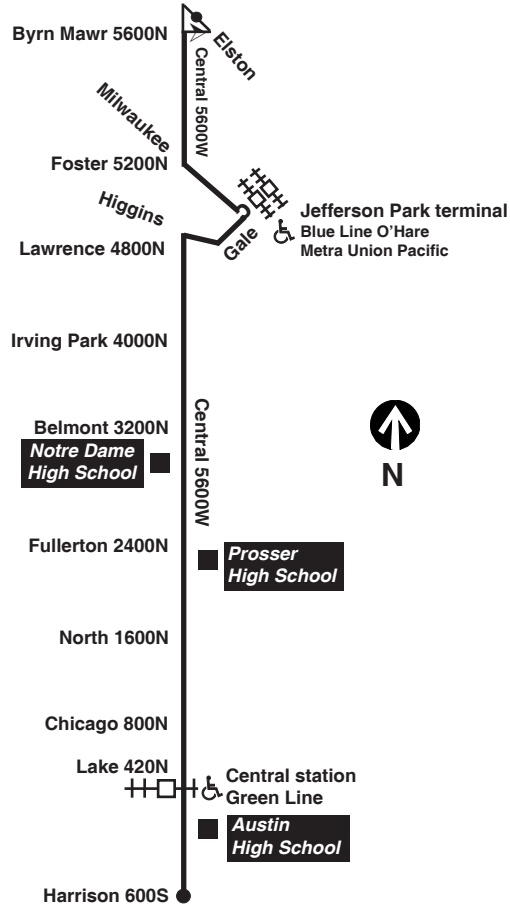 Byrn Mawr 5600N
Elston
Central 5600W
Milwaukee
Foster 5200N
Higgins
Jefferson Park terminal
Blue Line O'Hare
Metra Union Pacific
Gale
Lawrence 4800N
Irving Park 4000N
Central 5600W
Belmont 3200N
Notre Dame
High School
N
Fullerton 2400N
Prosser
High School
North 1600N
Chicago 800N
Lake 420N
Central station
Green Line
Austin
High School
Harrison 600S